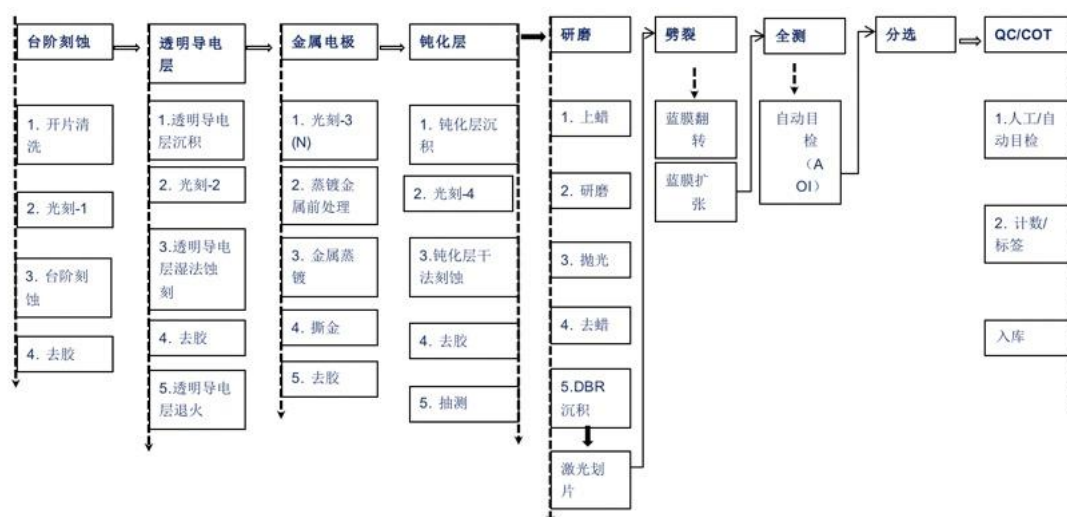 台阶刻蚀
1. 开片清
洗
2. 光刻-1
3. 台阶刻
蚀
4. 去胶
透明导电
层
1.透明导电
层沉积
2. 光刻-2
3.透明导电
层湿法蚀
刻
4. 去胶
5.透明导电
层退火
金属电极
1. 光刻-3
(N)
2. 蒸镀金
属前处理
3. 金属蒸
镀
4. 撕金
5. 去胶
钝化层
1. 钝化层沉
积
2. 光刻-4
3.钝化层干
法刻蚀
4. 去胶
5. 抽测
研磨
1. 上蜡
2. 研磨
3. 抛光
4. 去蜡
5.DBR
沉积
激光划
片
劈裂
蓝膜翻
转
蓝膜扩
张
全测
自动目
检
（A
OI）
分选
QC/COT
1.人工/自
动目检
2. 计数/
标签
入库